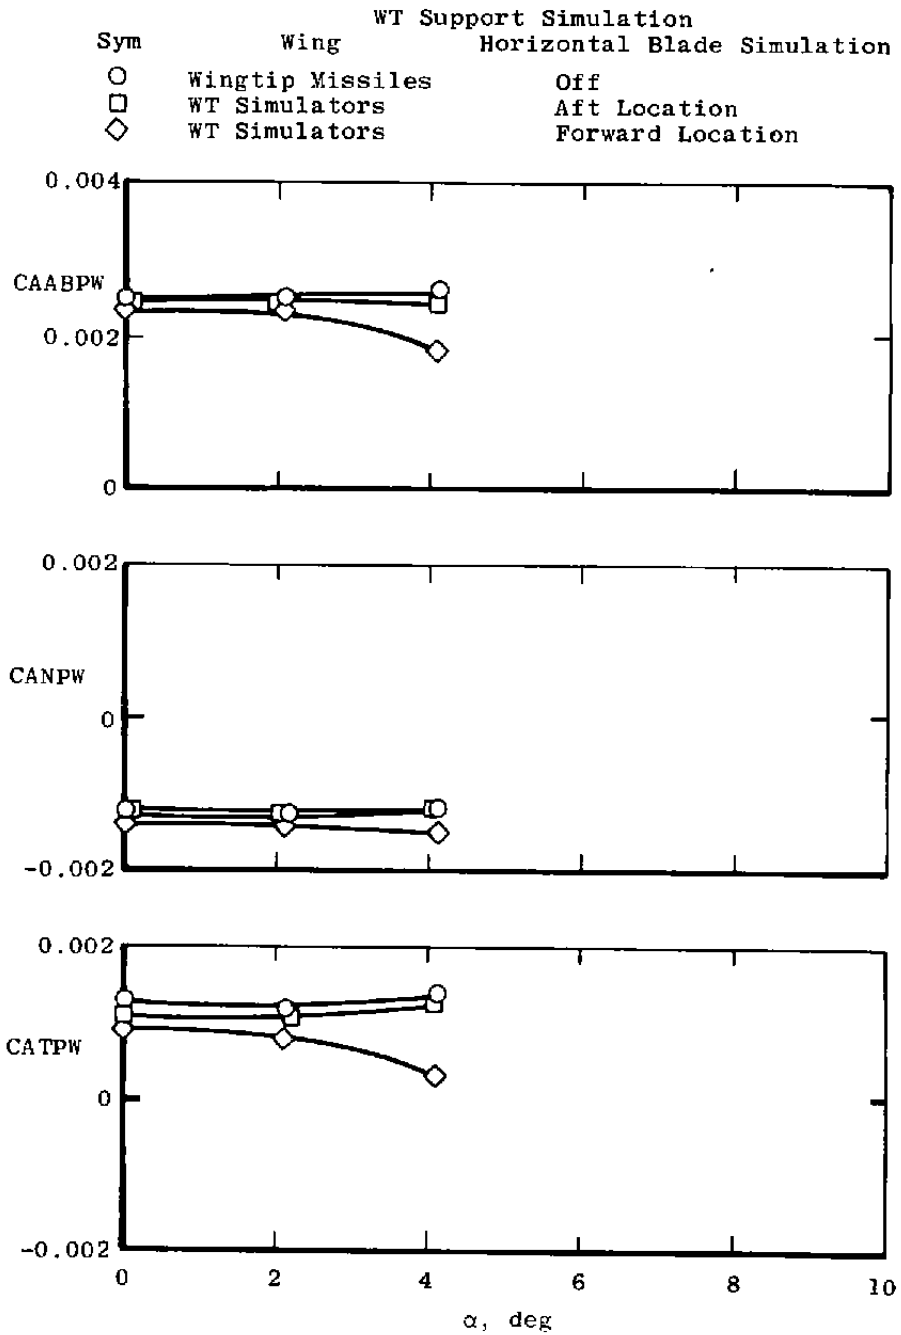 WT Support Simulation
Sym Wing Horizontal Blade Simulation
Wingtip Missiles Off
WT Simulators Aft Location
WT Simulators Forward Location
0.004
CAABPW
0.002
0
0.002
CANPW
0
-0.002
0.002
CATPW
0
-0.002
0 2 4 6 8 10
α, deg